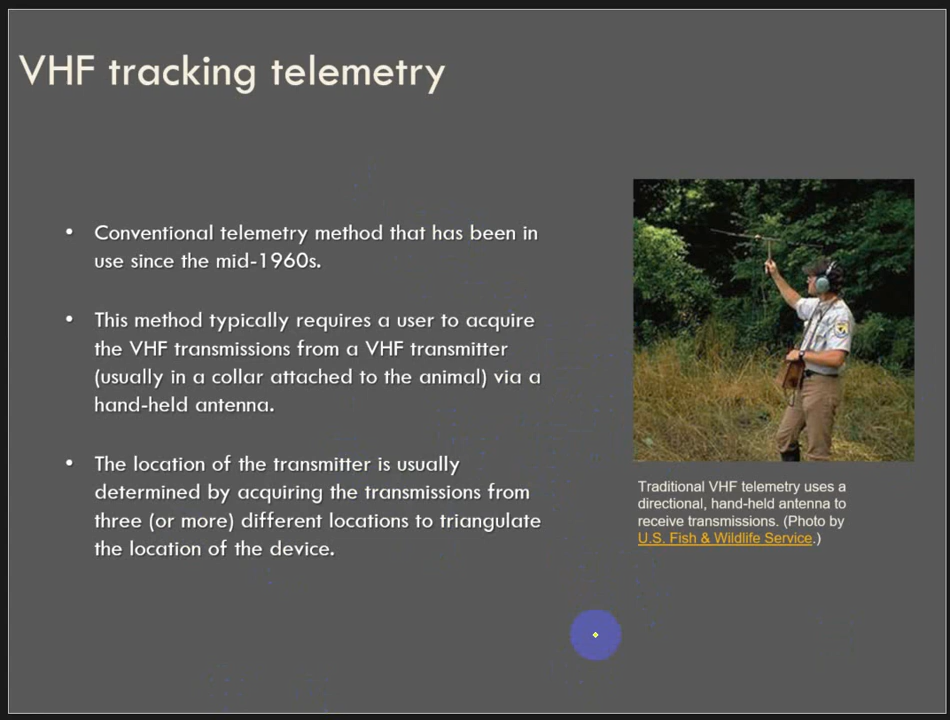 VHF tracking telemetry
• Conventional telemetry method that has been in
use since the mid-1960s.
• This method typically requires a user to acquire
the VHF transmissions from a VHF transmitter
(usually in a collar attached to the animal) via a
hand-held antenna.
• The location of the transmitter is usually
determined by acquiring the transmissions from
three (or more) different locations to triangulate
the location of the device.
Traditional VHF telemetry uses a
directional, hand-held antenna to
receive transmissions. (Photo by
U.S. Fish & Wildlife Service.)